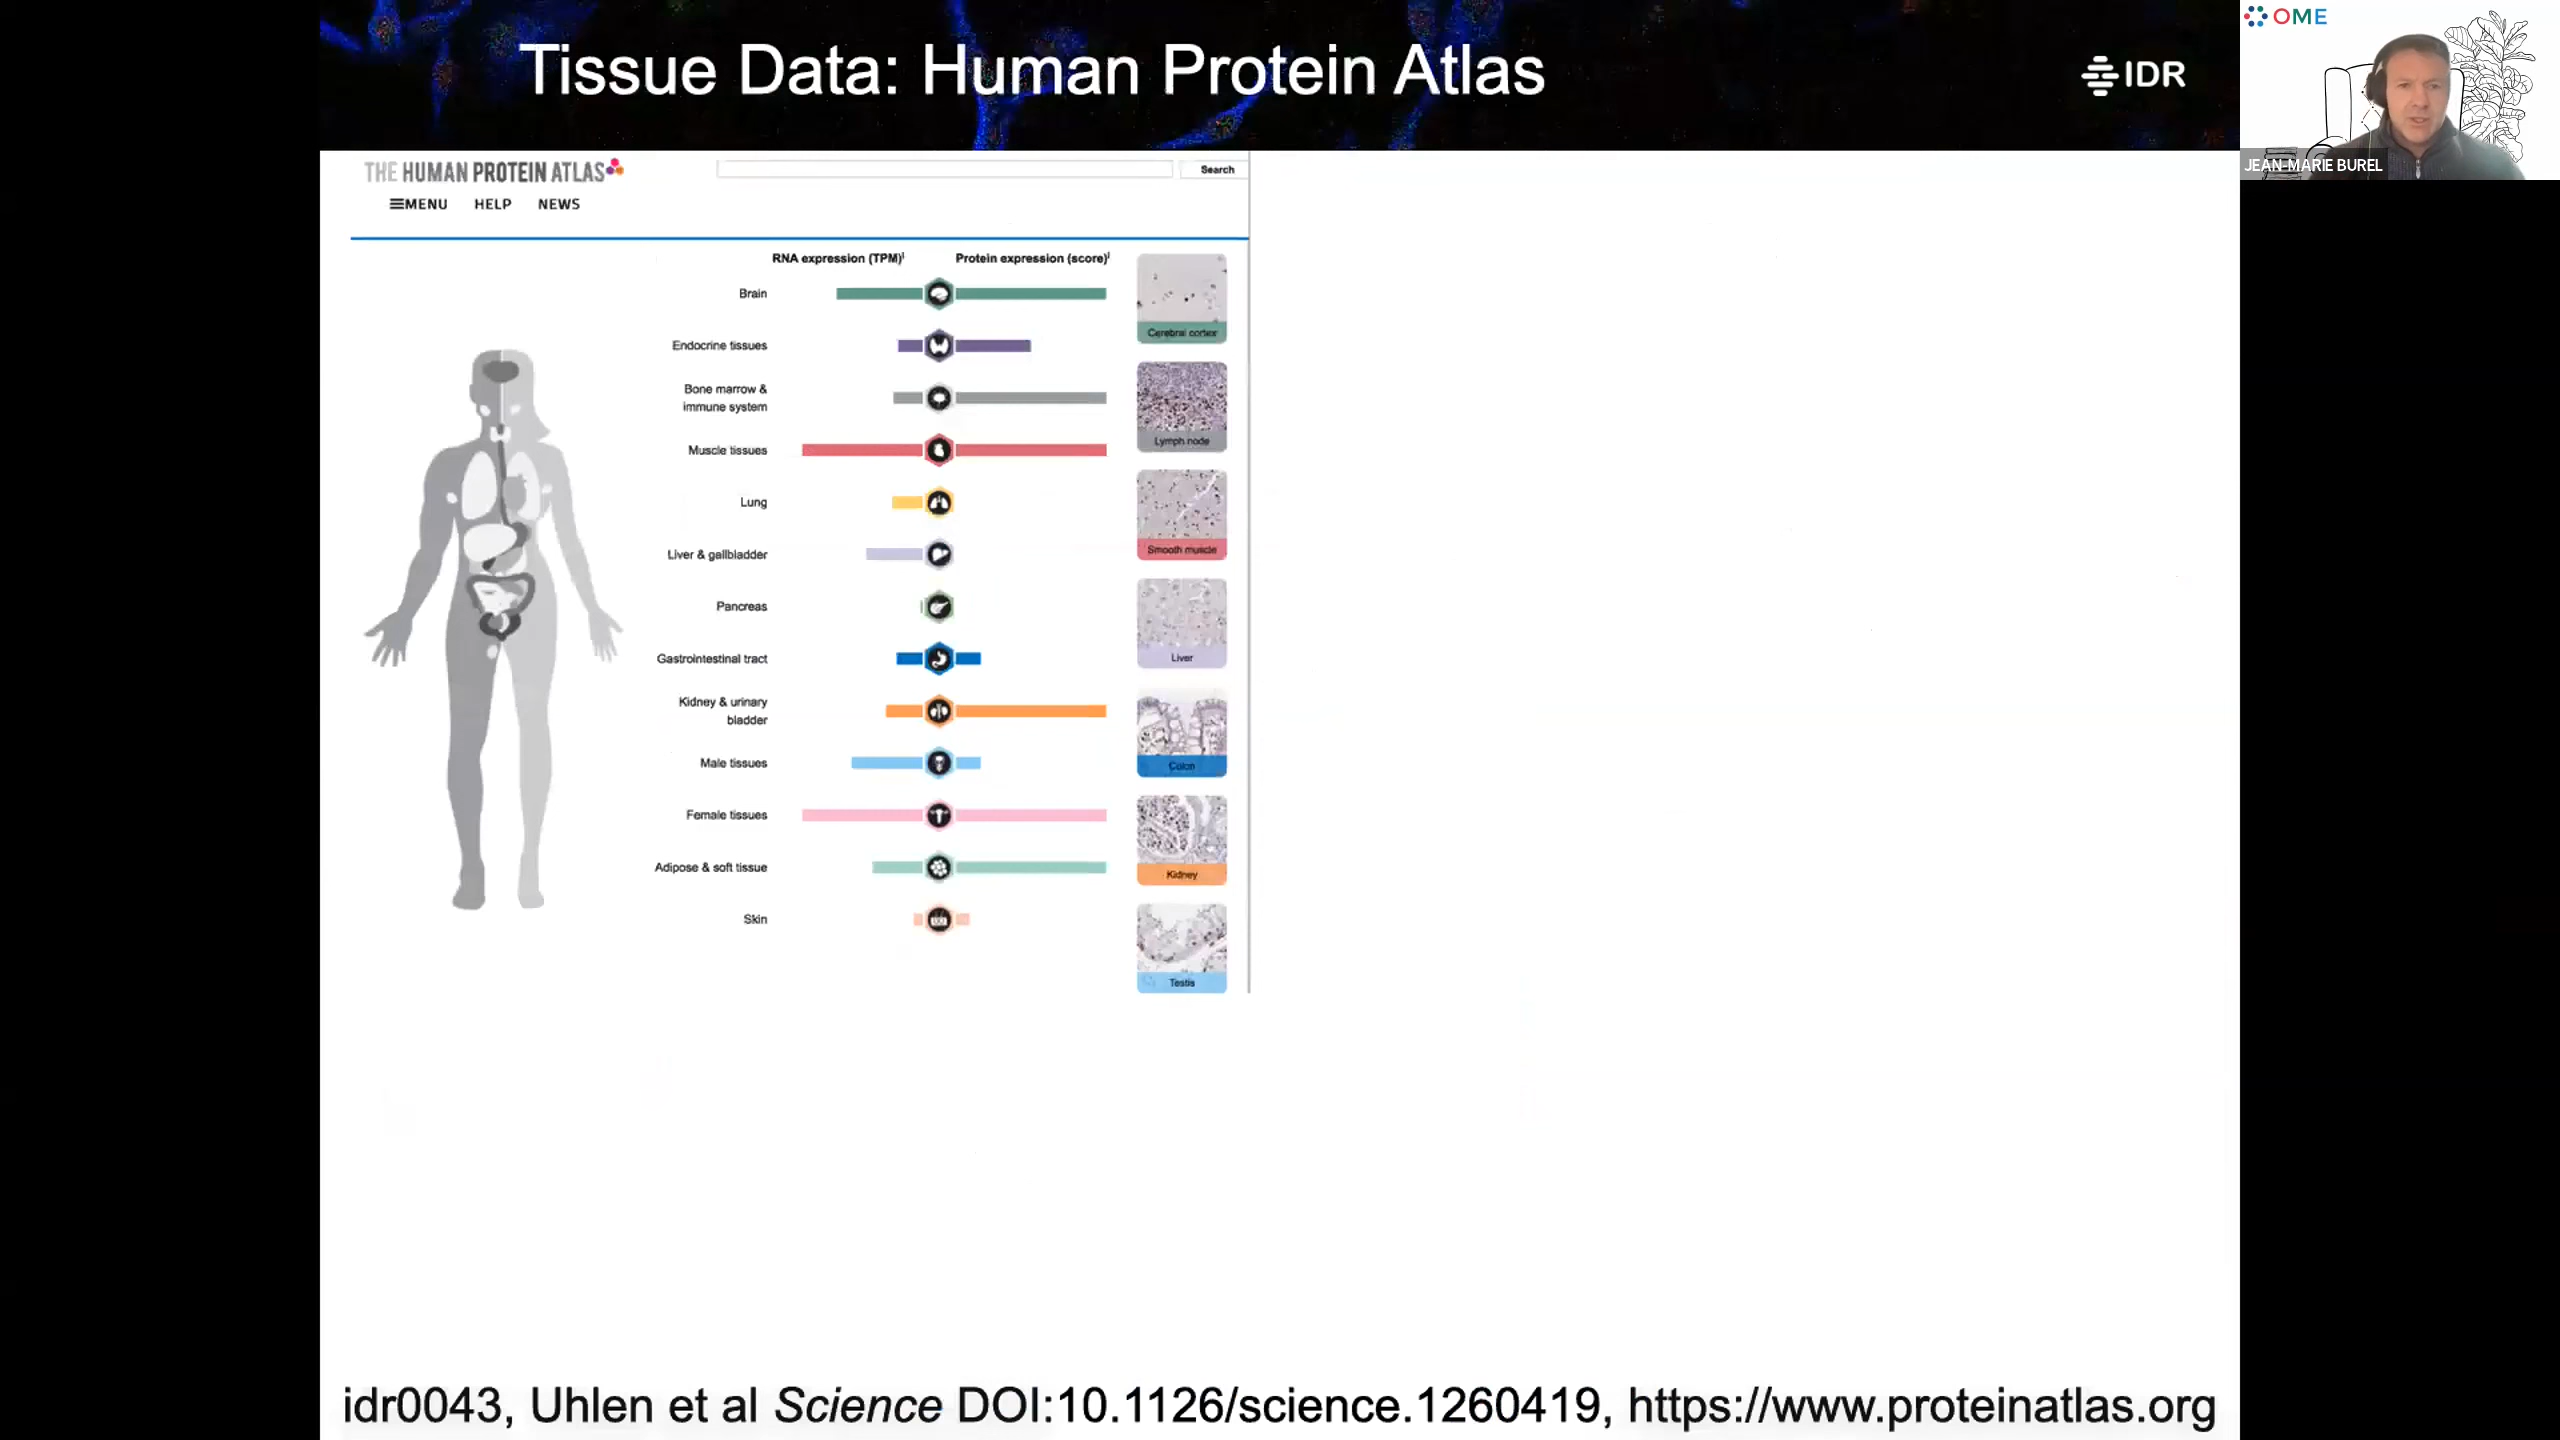 Tissue Data: Human Protein Atlas
IDR
OME
JEAN-MARIE BUREL
THE HUMAN PROTEIN ATLAS
Search
MENU HELP NEWS
RNA expression (TPM)i Protein expression (score)i
Brain
Endocrine tissues
Bone marrow &
immune system
Muscle tissues
Lung
Liver & gallbladder
Pancreas
Gastrointestinal tract
Kidney & urinary
bladder
Male tissues
Female tissues
Adipose & soft tissue
Skin
Cerebral cortex
Lymph node
Smooth muscle
Liver
Colon
Kidney
Testis
idr0043, Uhlen et al Science DOI:10.1126/science.1260419, https://www.proteinatlas.org